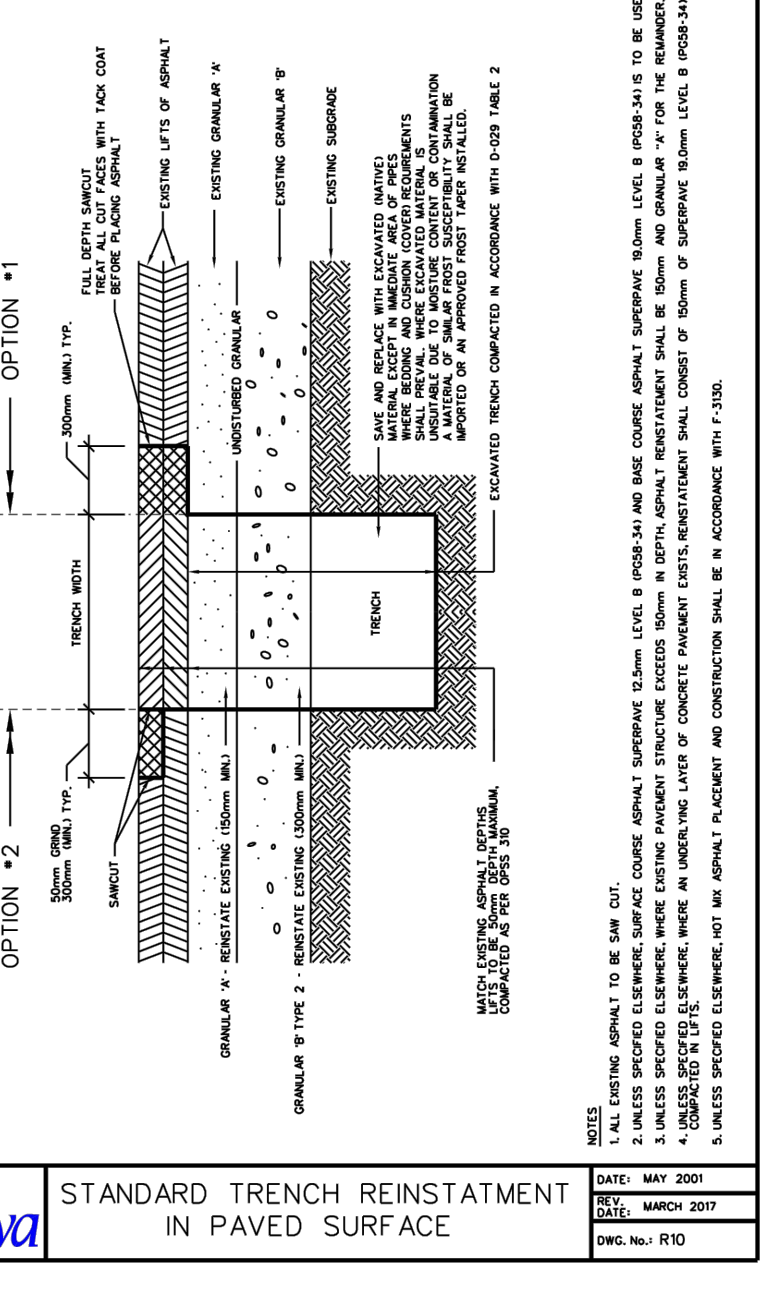 OPTION #2
OPTION #1
50mm GRIND
300mm (MIN.) TYP.
SAWCUT
TRENCH WIDTH
300mm (MIN.) TYP.
FULL DEPTH SAWCUT
TREAT ALL CUT FACES WITH TACK COAT
BEFORE PLACING ASPHALT
EXISTING LIFTS OF ASPHALT
EXISTING GRANULAR 'A'
UNDISTURBED GRANULAR
EXISTING GRANULAR 'B'
EXISTING SUBGRADE
GRANULAR 'A' - REINSTATE EXISTING (150mm MIN.)
GRANULAR 'B' TYPE 2 - REINSTATE EXISTING (300mm MIN.)
TRENCH
SAVE AND REPLACE WITH EXCAVATED (NATIVE)
MATERIAL EXCEPT IN IMMEDIATE AREA OF PIPES
WHERE BEDDING AND CUSHION (COVER) REQUIREMENTS
SHALL PREVAIL. WHERE EXCAVATED MATERIAL IS
UNSUITABLE DUE TO MOISTURE CONTENT OR CONTAMINATION
A MATERIAL OF SIMILAR FROST SUSCEPTIBILITY SHALL BE
IMPORTED OR AN APPROVED FROST TAPER INSTALLED.
MATCH EXISTING ASPHALT DEPTHS
LIFTS TO BE 50mm DEPTH MAXIMUM,
COMPACTED AS PER OPSS 310
EXCAVATED TRENCH COMPACTED IN ACCORDANCE WITH D-029 TABLE 2
NOTES
1. ALL EXISTING ASPHALT TO BE SAW CUT.
2. UNLESS SPECIFIED ELSEWHERE, SURFACE COURSE ASPHALT SUPERPAVE 12.5mm LEVEL B (PG58-34) AND BASE COURSE ASPHALT SUPERPAVE 19.0mm LEVEL B (PG58-34) IS TO BE USE
3. UNLESS SPECIFIED ELSEWHERE, WHERE EXISTING PAVEMENT STRUCTURE EXCEEDS 150mm IN DEPTH, ASPHALT REINSTATEMENT SHALL BE 150mm AND GRANULAR "A" FOR THE REMAINDER.
4. UNLESS SPECIFIED ELSEWHERE, WHERE AN UNDERLYING LAYER OF CONCRETE PAVEMENT EXISTS, REINSTATEMENT SHALL CONSIST OF 150mm OF SUPERPAVE 19.0mm LEVEL B (PG58-34)
COMPACTED IN LIFTS.
5. UNLESS SPECIFIED ELSEWHERE, HOT MIX ASPHALT PLACEMENT AND CONSTRUCTION SHALL BE IN ACCORDANCE WITH F-3130.
STANDARD TRENCH REINSTATMENT
IN PAVED SURFACE
DATE: MAY 2001
REV.
DATE: MARCH 2017
DWG. No.: R10